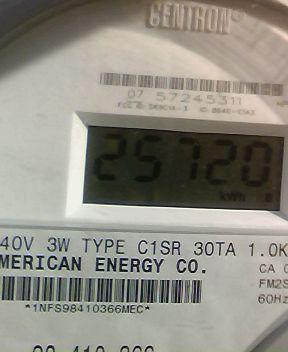 CENTRON®
07 57245311
25720
kWh
40V 3W TYPE C1SR 30TA 1.0K
MERICAN ENERGY CO.
CA
FM2S
60Hz
*1NFS98410366MEC*